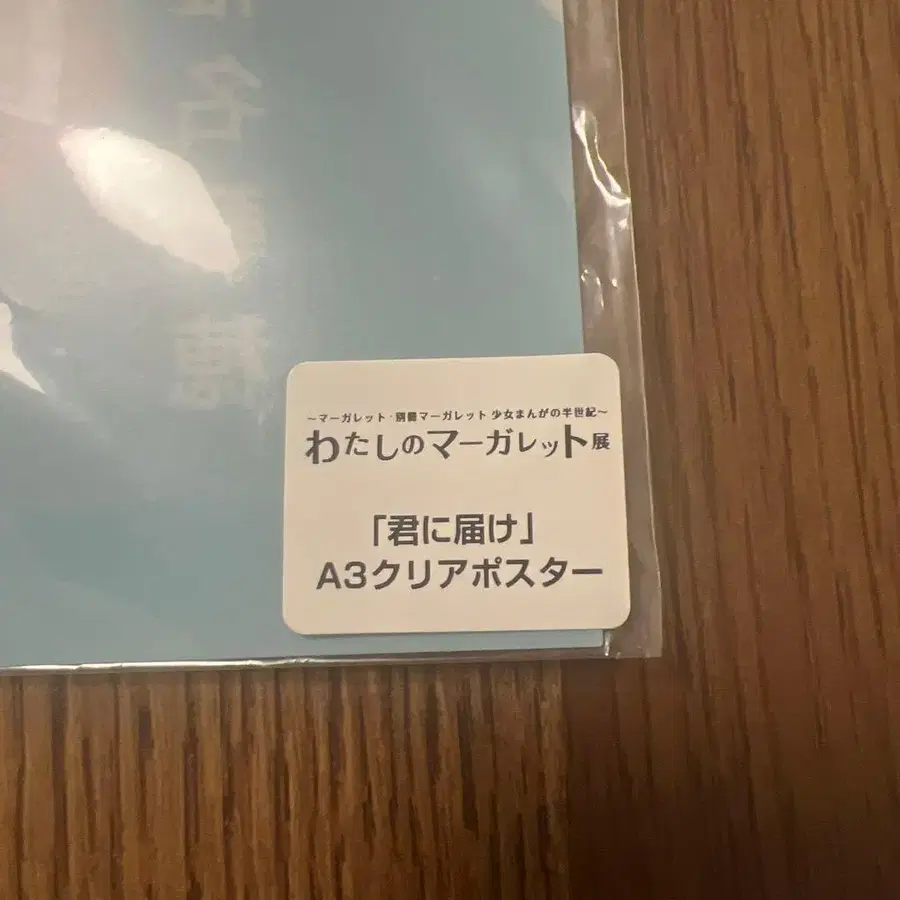 〜マーガレット・別冊マーガレット 少女まんがの半世紀〜
わたしのマーガレット展
「君に届け」
A3クリアポスター